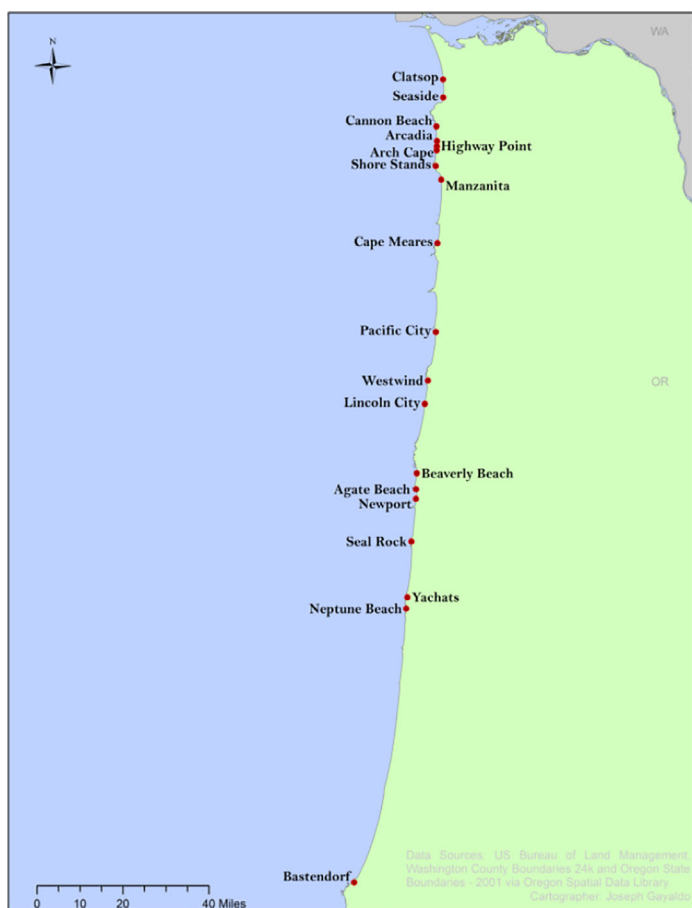 WA
N
Clatsop
Seaside
Cannon Beach
Arcadia
Highway Point
Arch Cape
Shore Stands
Manzanita
Cape Meares
Pacific City
Westwind
OR
Lincoln City
Beaverly Beach
Agate Beach
Newport
Seal Rock
Yachats
Neptune Beach
Bastendorf
Data Sources: US Bureau of Land Management,
Washington County Boundaries 24k and Oregon State
Boundaries - 2001 via Oregon Spatial Data Library
Cartographer: Joseph Gayaldo
0 10 20 40 Miles